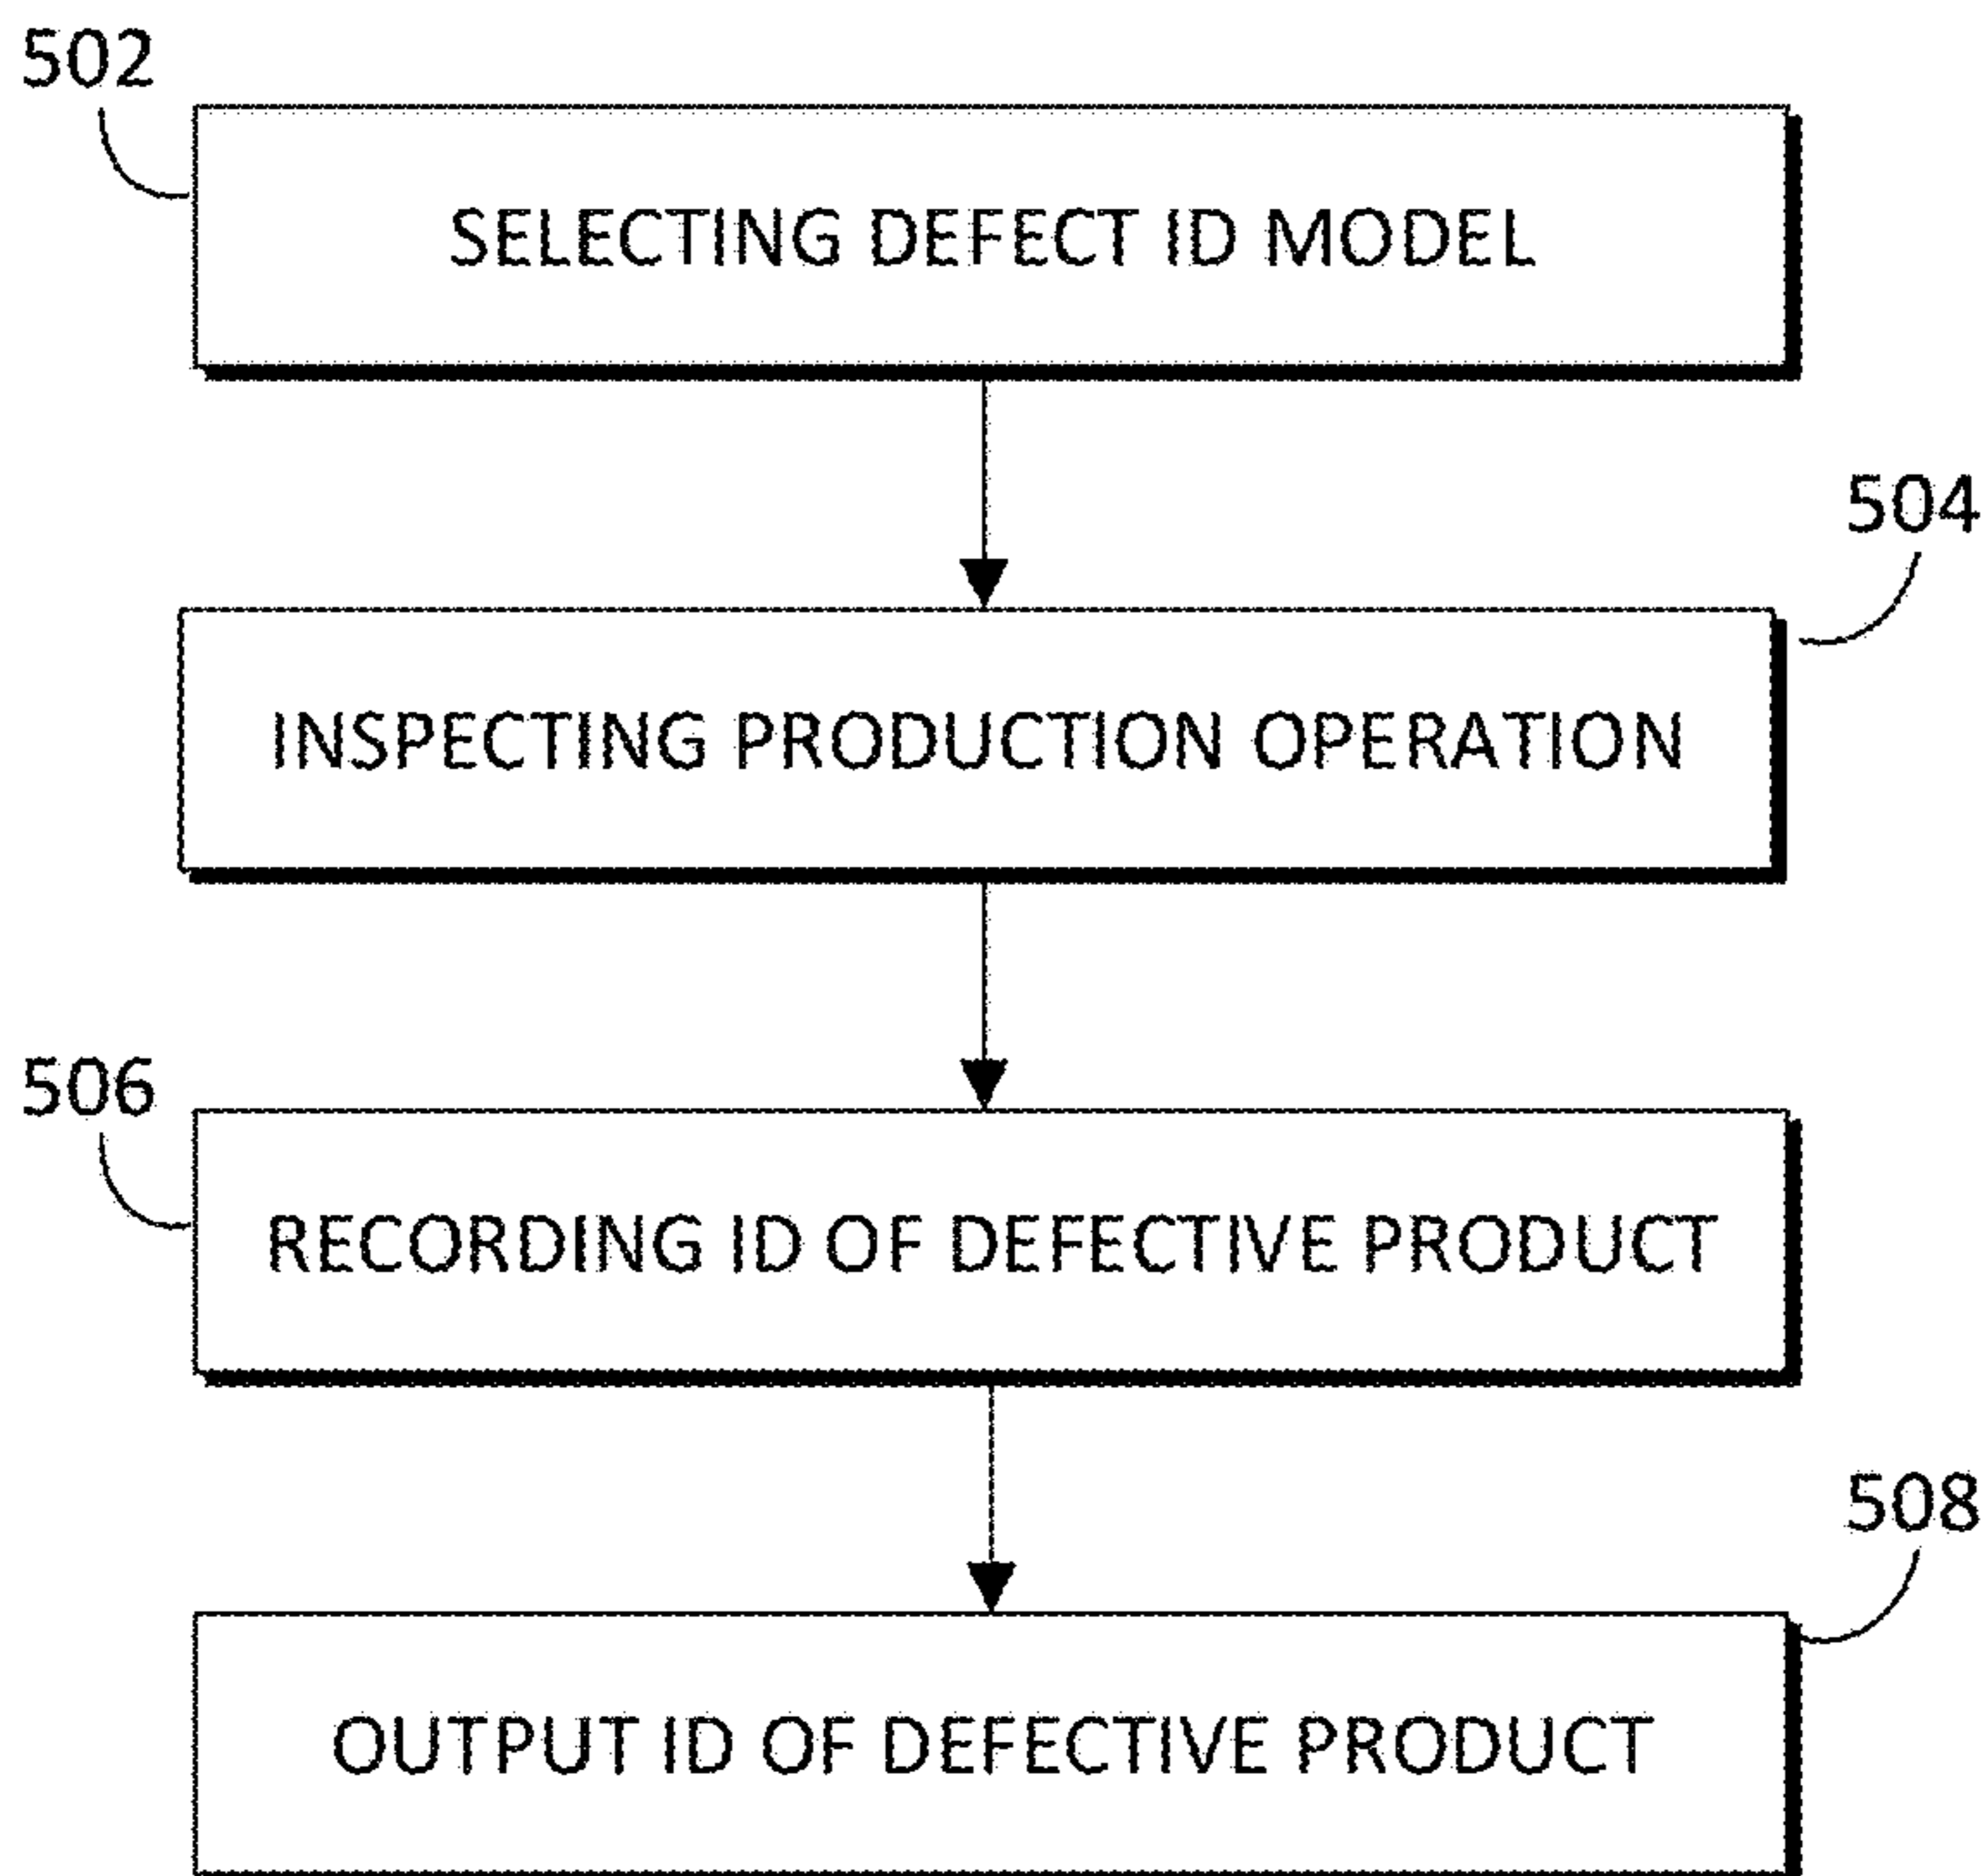 502
SELECTING DEFECT ID MODEL
504
INSPECTING PRODUCTION OPERATION
506
RECORDING ID OF DEFECTIVE PRODUCT
508
OUTPUT ID OF DEFECTIVE PRODUCT